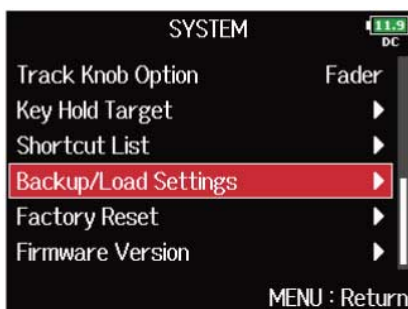 SYSTEM
11.9
DC
Track Knob Option Fader
Key Hold Target
Shortcut List
Backup/Load Settings
Factory Reset
Firmware Version
MENU : Return